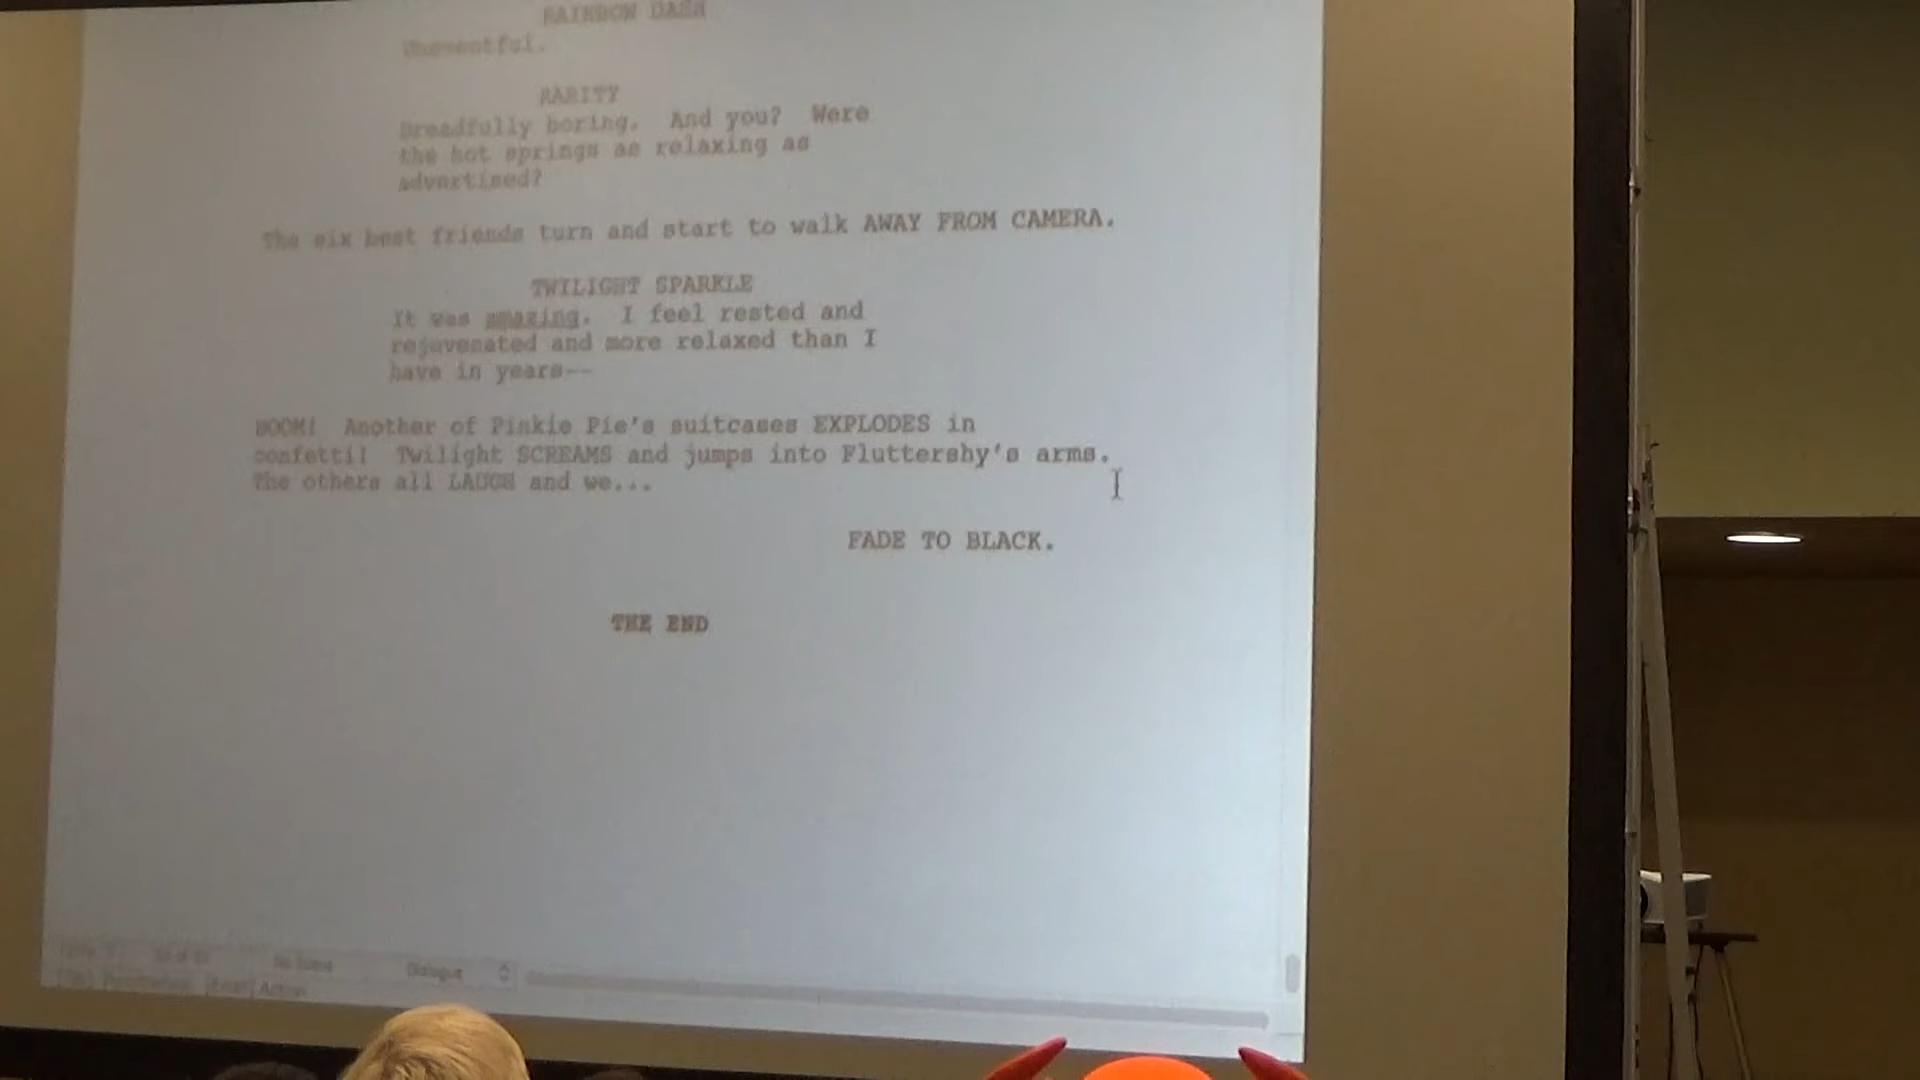 RAINBOW DASH
Uneventful.
RARITY
Dreadfully boring. And you? Were
the hot springs as relaxing as
advertised?
The six best friends turn and start to walk AWAY FROM CAMERA.
TWILIGHT SPARKLE
It was amazing. I feel rested and
rejuvenated and more relaxed than I
have in years--
BOOM! Another of Pinkie Pie's suitcases EXPLODES in
confetti! Twilight SCREAMS and jumps into Fluttershy's arms.
The others all LAUGH and we...
FADE TO BLACK.
THE END
Dialogue